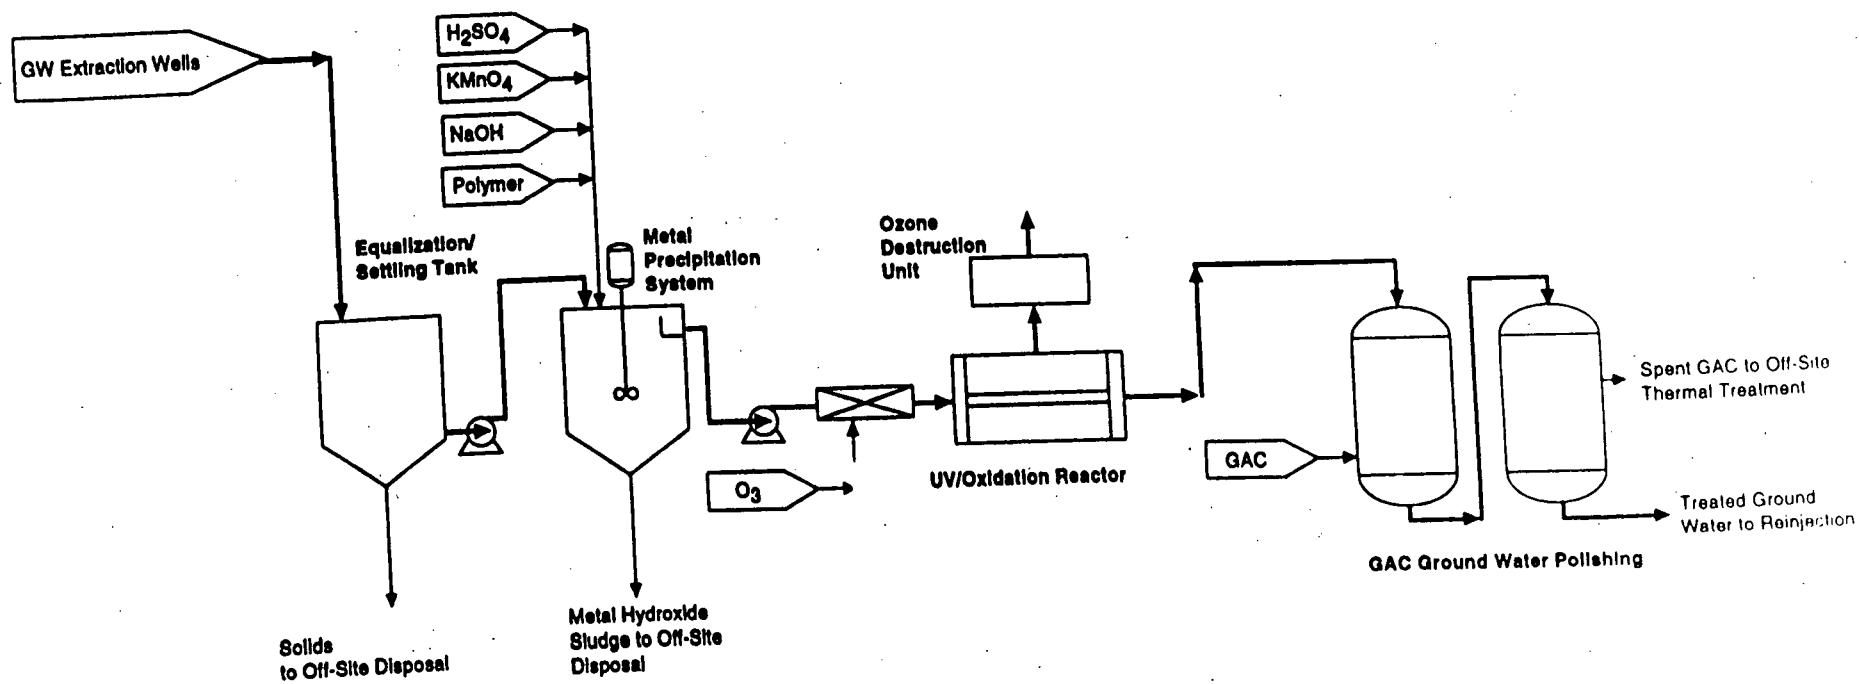 GW Extraction Wells
H2SO4
KMnO4
NaOH
Polymer
Equalization/
Settling Tank
Metal
Precipitation
System
Ozone
Destruction
Unit
O3
UV/Oxidation Reactor
GAC
Spent GAC to Off-Site
Thermal Treatment
Treated Ground
Water to Reinjection
GAC Ground Water Polishing
Solids
to Off-Site Disposal
Metal Hydroxide
Sludge to Off-Site
Disposal